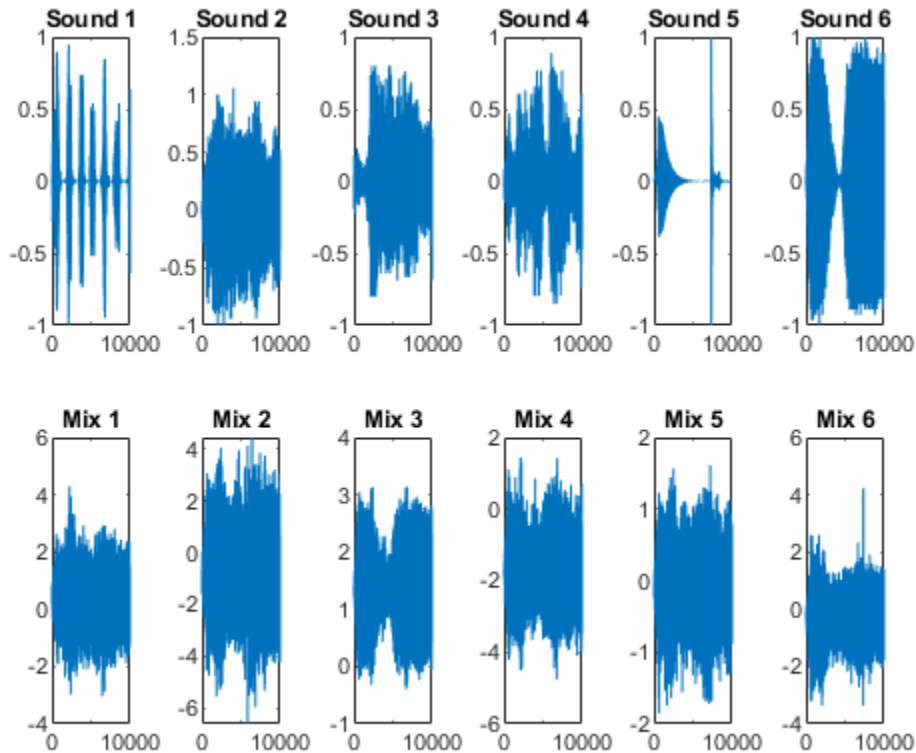 Sound 1 Sound 2 Sound 3 Sound 4 Sound 5 Sound 6
1 1.5 1 1 1 1
1
0.5 0.5 0.5 0.5 0.5
0.5
0 0 0 0 0
0
-0.5 -0.5 -0.5 -0.5 -0.5
-0.5
-1 -1 -1 -1 -1 -1
0 10000 0 10000 0 10000 0 10000 0 10000 0 10000
Mix 1 Mix 2 Mix 3 Mix 4 Mix 5 Mix 6
6 4 3 2 2 6
4 2 2 0 1 4
2 0 1 -2 0 2
0 -2 0 -4 -1 0
-2 -4 -1 -6 -2 -2
-4 -6 4 -4
0 10000 0 10000 0 10000 0 10000 0 10000 0 10000